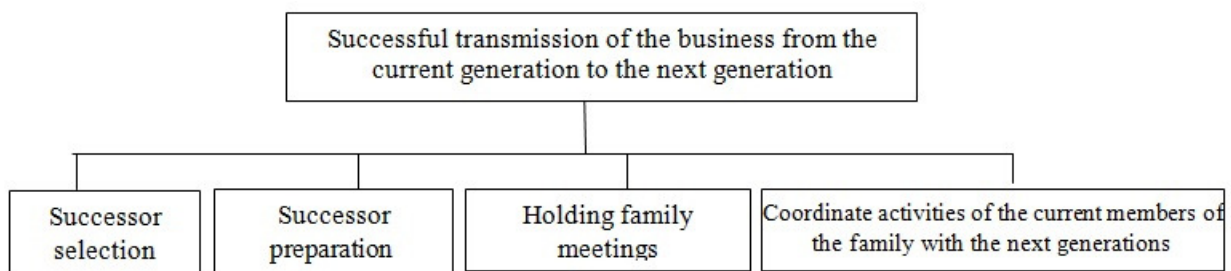 Successful transmission of the business from the
current generation to the next generation
Successor
selection
Successor
preparation
Holding family
meetings
Coordinate activities of the current members of
the family with the next generations